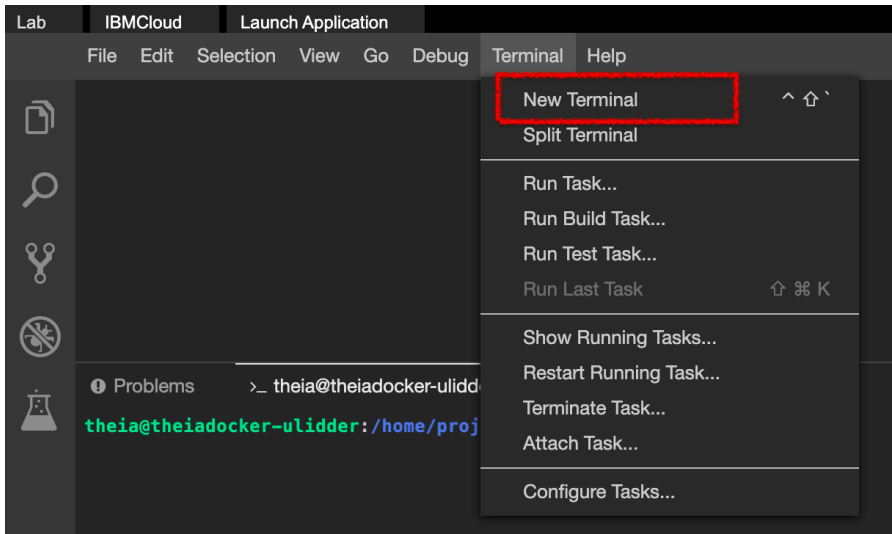 Lab IBMCloud Launch Application
File Edit Selection View Go Debug Terminal Help
New Terminal ^ ⇧ `
Split Terminal
Run Task...
Run Build Task...
Run Test Task...
Run Last Task ⇧ ⌘ K
Show Running Tasks...
Restart Running Task...
Terminate Task...
Attach Task...
Configure Tasks...
Problems >_ theia@theiadocker-ulidde
theia@theiadocker-ulidder:/home/proj